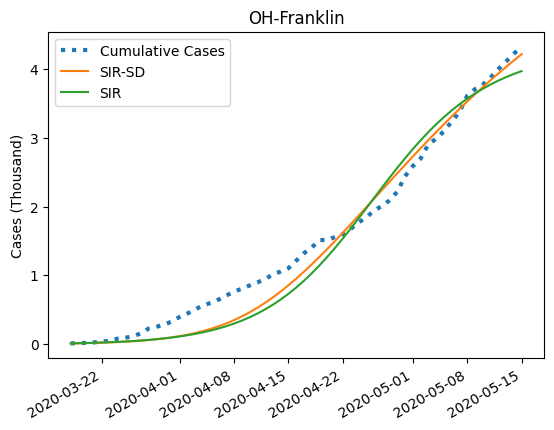 OH-Franklin
Cumulative Cases
SIR-SD
SIR
Cases (Thousand)
4
3
2
1
0
2020-03-22
2020-04-01
2020-04-08
2020-04-15
2020-04-22
2020-05-01
2020-05-08
2020-05-15